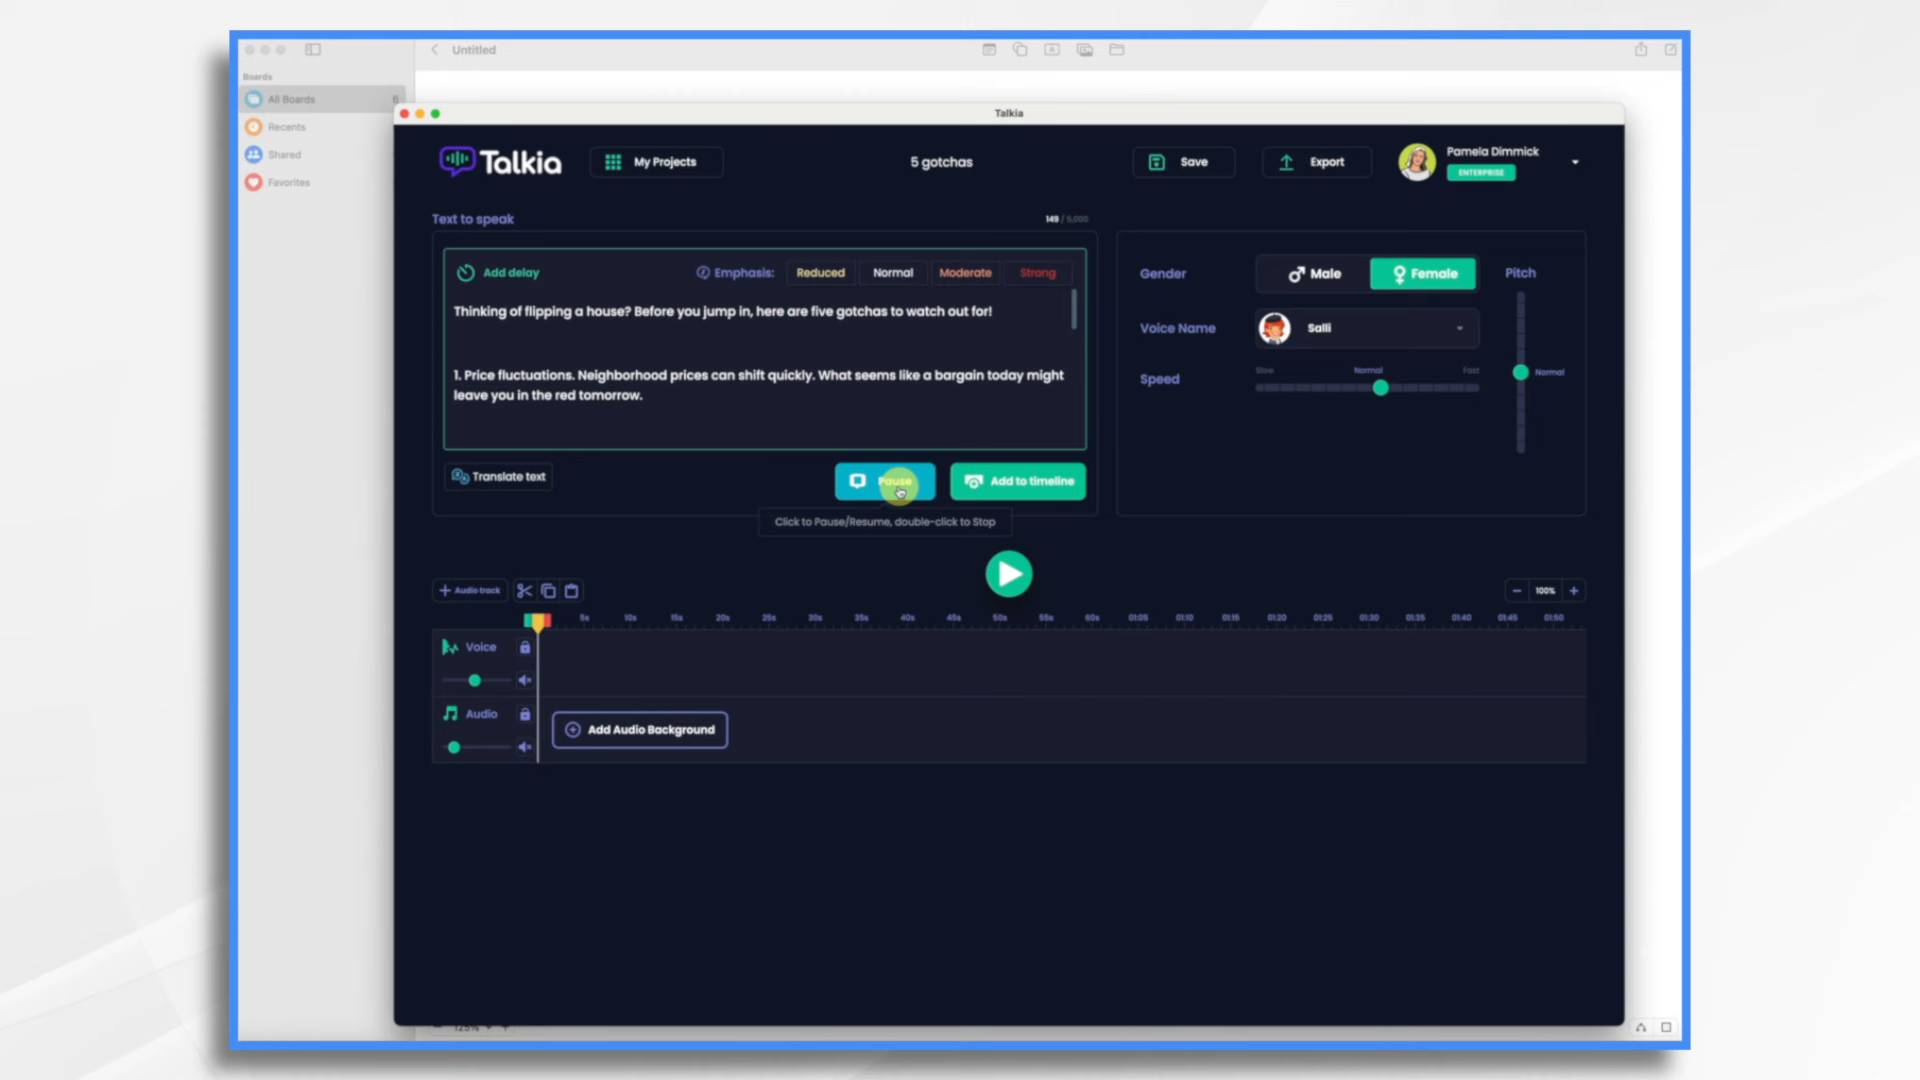 Untitled
Boards
All Boards
6
Recents
Shared
Favorites
Talkia
Talkia
My Projects
5 gotchas
Save
Export
Pamela Dimmick
ENTERPRISE
Text to speak
149 / 5,000
Add delay
Emphasis:
Reduced
Normal
Moderate
Strong
Thinking of flipping a house? Before you jump in, here are five gotchas to watch out for!
1. Price fluctuations. Neighborhood prices can shift quickly. What seems like a bargain today might
leave you in the red tomorrow.
Translate text
Pause
Add to timeline
Click to Pause/Resume, double-click to Stop
Gender
Male
Female
Pitch
Voice Name
Salli
Speed
Slow
Normal
Fast
Normal
Audio track
100%
5s 10s 15s 20s 25s 30s 35s 40s 45s 50s 55s 60s 01:05 01:10 01:15 01:20 01:25 01:30 01:35 01:40 01:45 01:50
Voice
Audio
Add Audio Background
125%